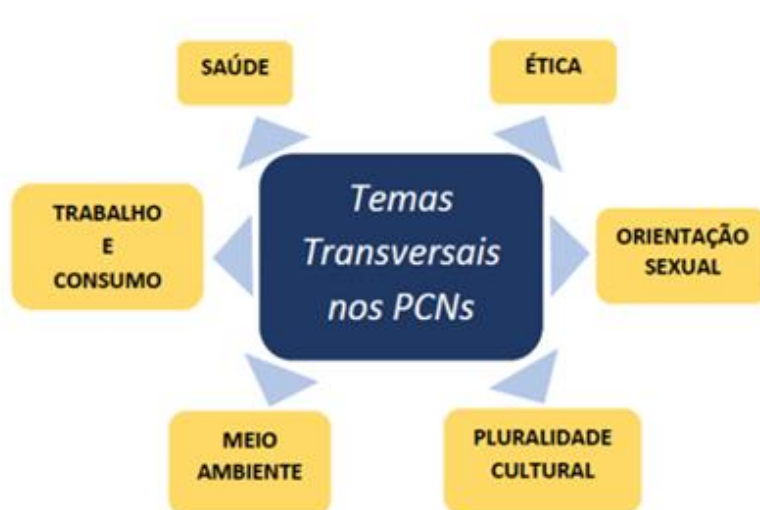 SAÚDE
ÉTICA
Temas
Transversais
nos PCNs
TRABALHO
E
CONSUMO
ORIENTAÇÃO
SEXUAL
MEIO
AMBIENTE
PLURALIDADE
CULTURAL